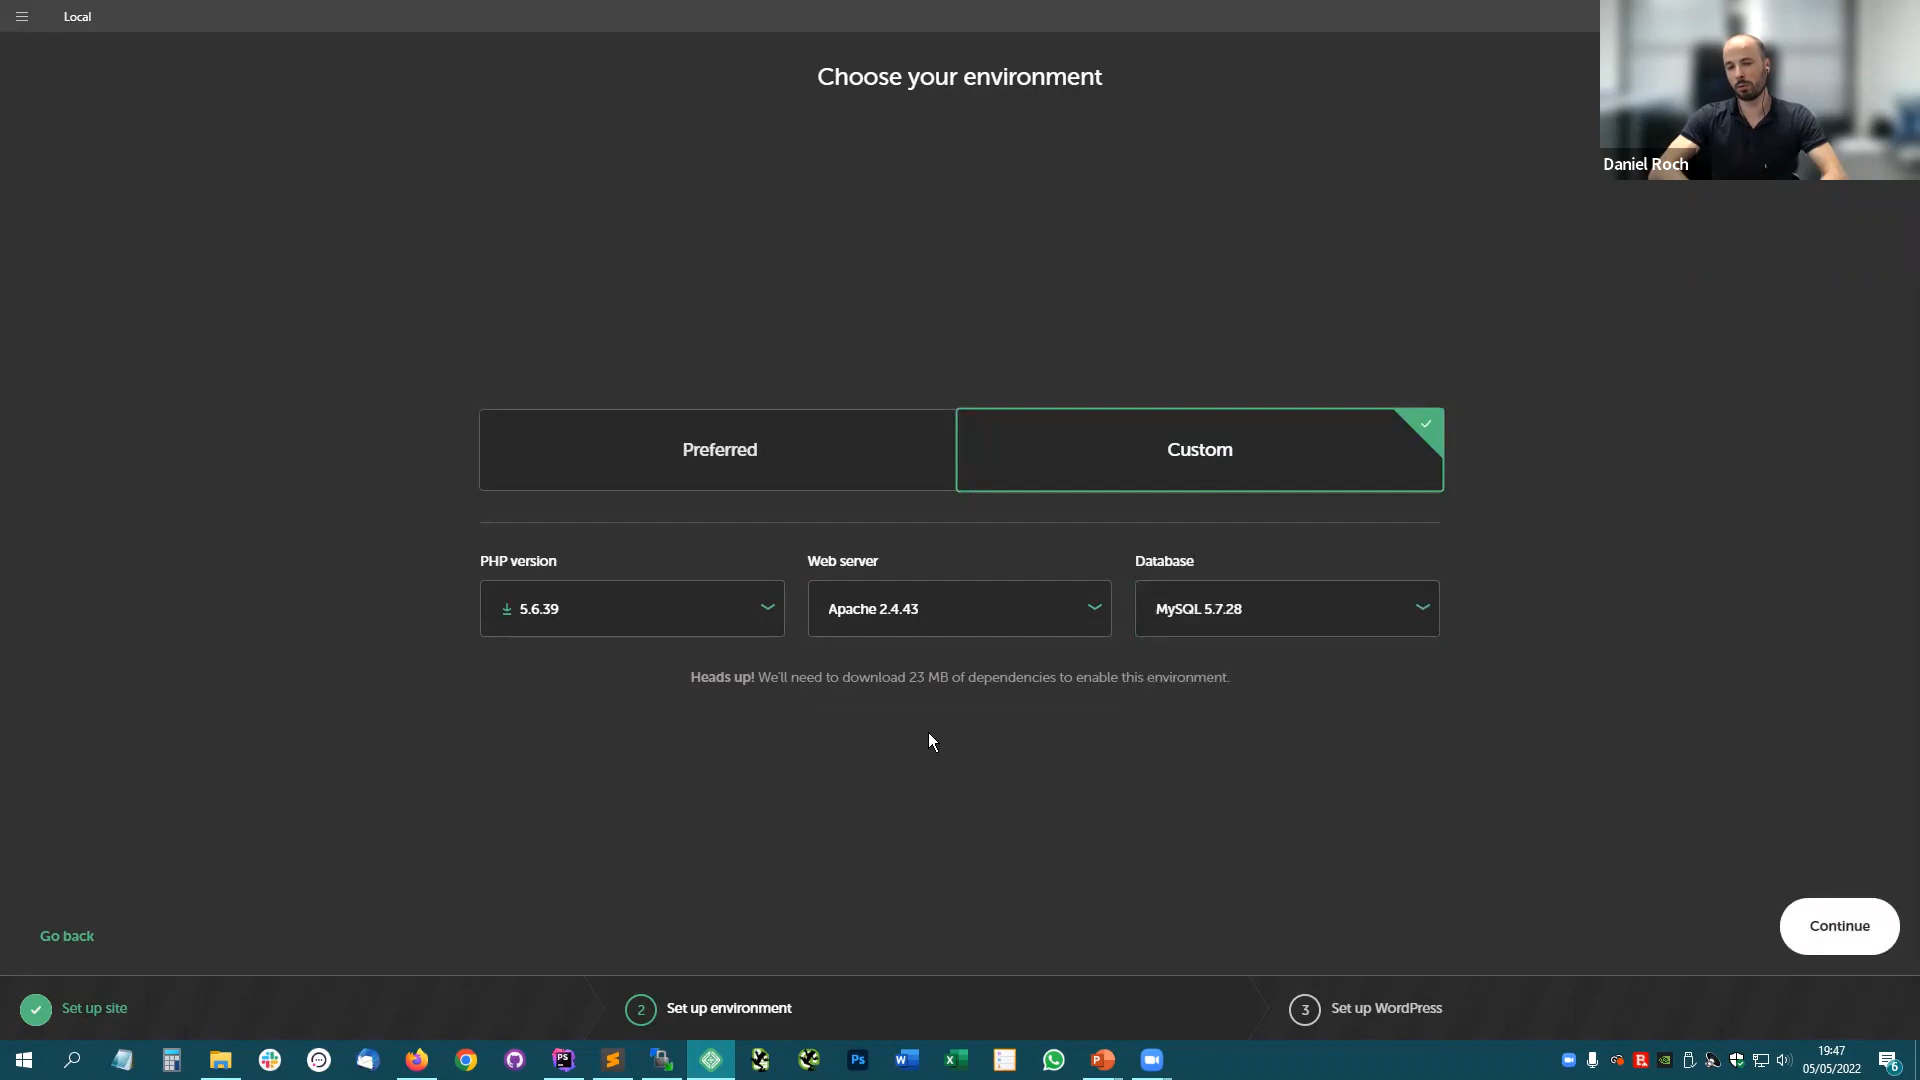 Local
Choose your environment
Daniel Roch
Preferred
Custom
PHP version
Web server
Database
5.6.39
Apache 2.4.43
MySQL 5.7.28
Heads up! We'll need to download 23 MB of dependencies to enable this environment.
Go back
Continue
Set up site
2
Set up environment
3
Set up WordPress
PS
Ps
W
X
P
B
19:47
05/05/2022
6